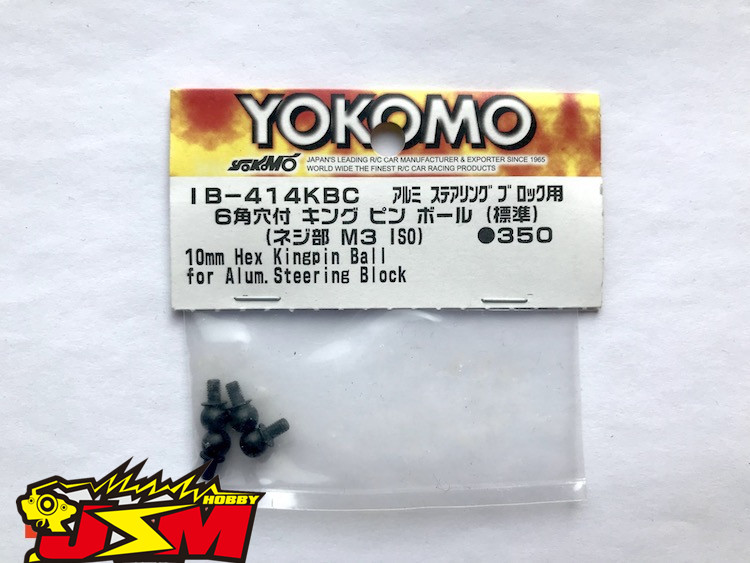 YOKOMO
YOKOMO JAPAN'S LEADING R/C CAR MANUFACTURER & EXPORTER SINCE 1965
WORLD WIDE THE FINEST R/C CAR RACING PRODUCTS
IB-414KBC アルミ ステアリングブロック用
6角穴付 キング ピン ボール (標準)
(ネジ部 M3 ISO) ●350
10mm Hex Kingpin Ball
for Alum.Steering Block
HOBBY
JSM